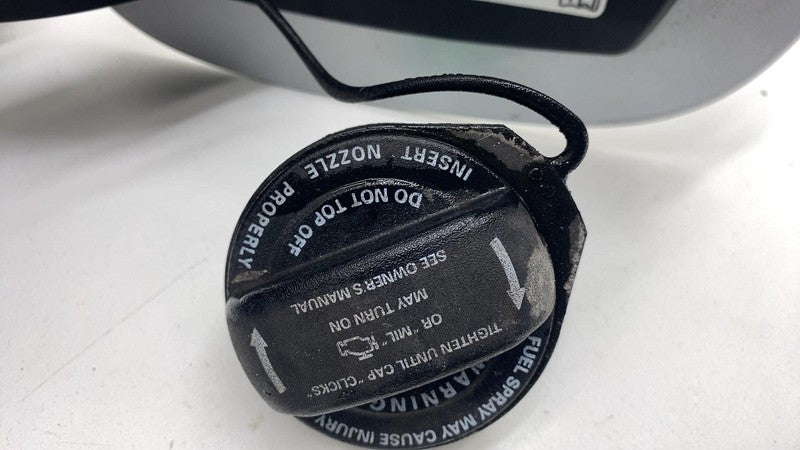 WARNING
FUEL SPRAY MAY CAUSE INJURY
TIGHTEN UNTIL CAP "CLICKS"
OR "MIL"
MAY TURN ON
SEE OWNER'S MANUAL
DO NOT TOP OFF
INSERT NOZZLE PROPERLY